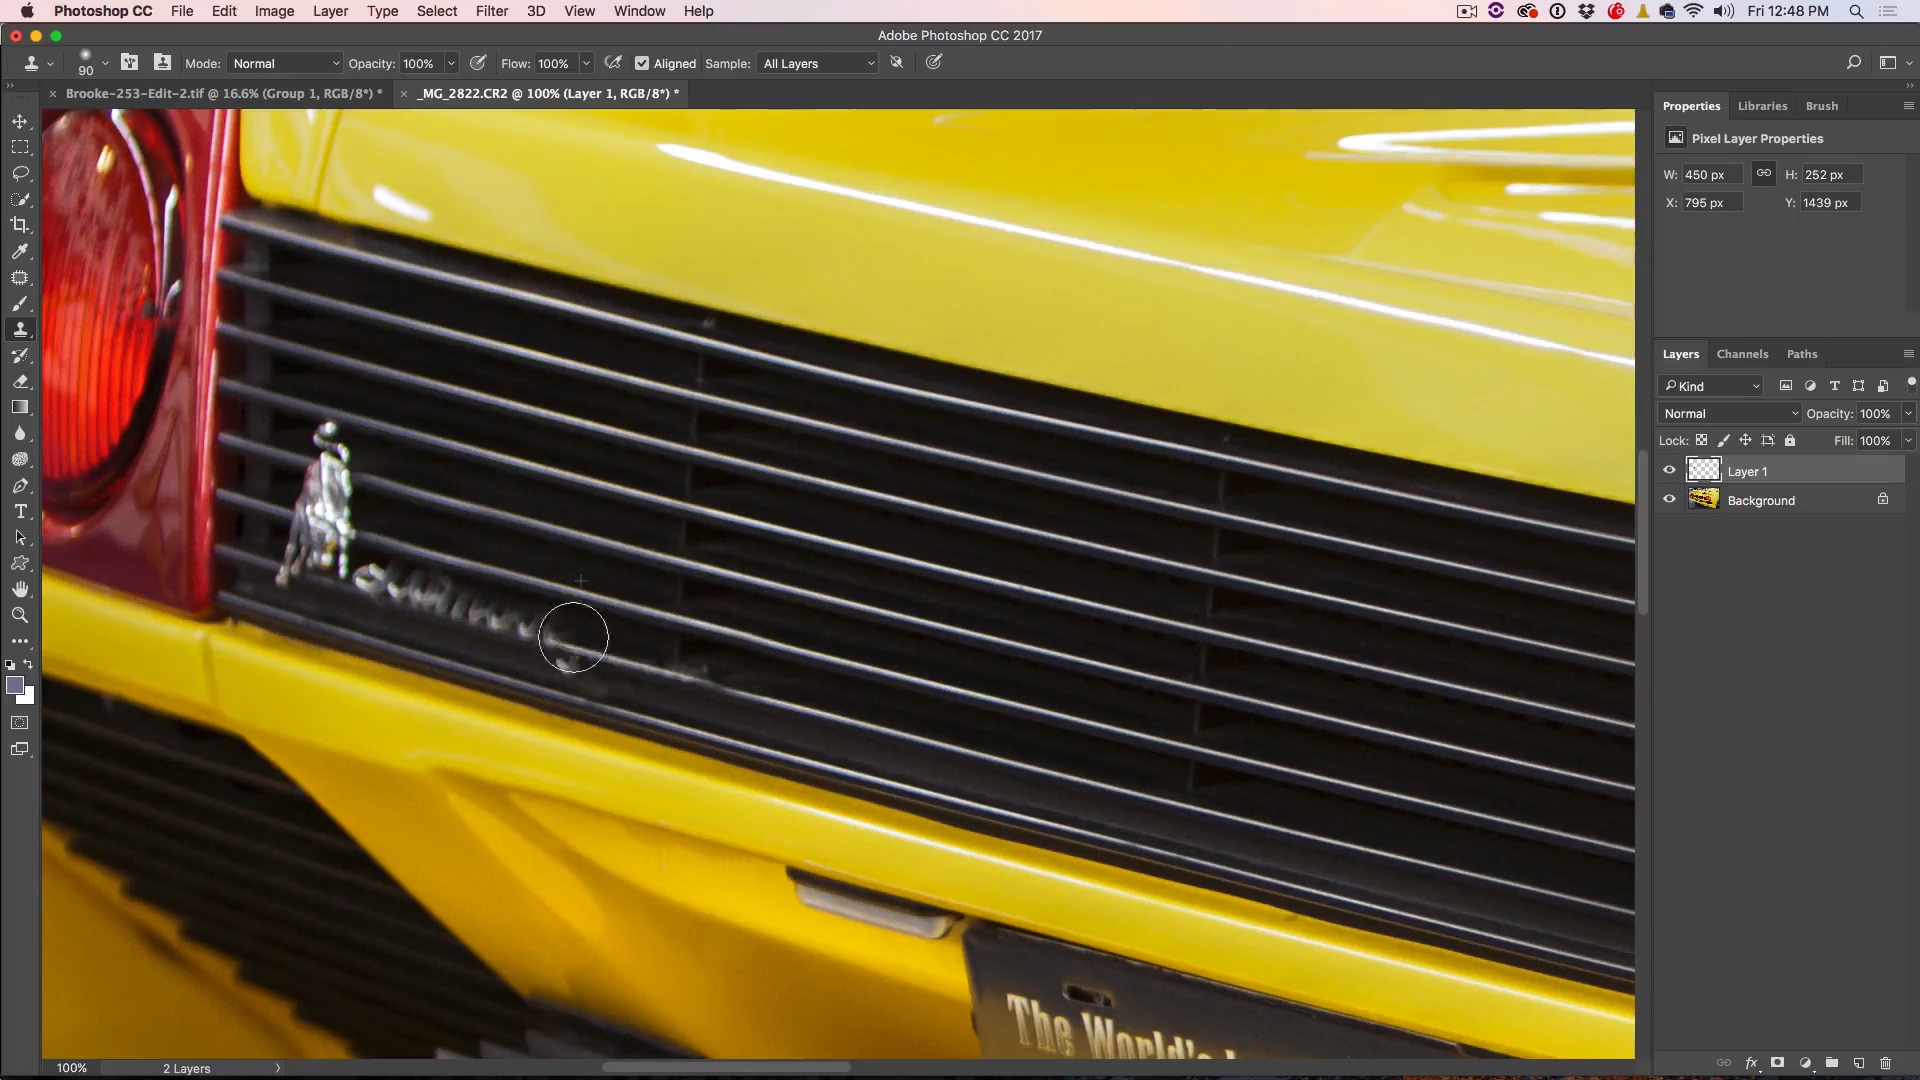 Photoshop CC File Edit Image Layer Type Select Filter 3D View Window Help Fri 12:48 PM
Adobe Photoshop CC 2017
90 Mode: Normal Opacity: 100% Flow: 100% Aligned Sample: All Layers
Brooke-253-Edit-2.tif @ 16.6% (Group 1, RGB/8*) *
_MG_2822.CR2 @ 100% (Layer 1, RGB/8*) *
Properties Libraries Brush
Pixel Layer Properties
W: 450 px H: 252 px
X: 795 px Y: 1439 px
Layers Channels Paths
Kind
Normal Opacity: 100%
Lock: Fill: 100%
Layer 1
Background
The World's
100% 2 Layers